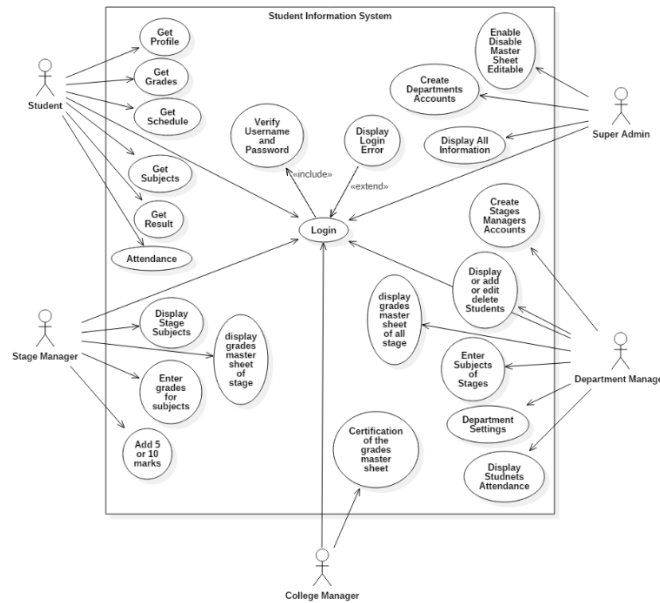 Student Information System
Get
Profile
Get
Grades
Get
Schedule
Get
Subjects
Get
Result
Attendance
Student
Verify
Username
and
Password
Display
Login
Error
«include»
«extend»
Login
Enable
Disable
Master
Sheet
Editable
Create
Departments
Accounts
Display All
Information
Super Admin
Create
Stages
Managers
Accounts
Display
or add
or edit
delete
Students
display
grades
master
sheet
of all
stage
Enter
Subjects
of
Stages
Department
Settings
Display
Studnets
Attendance
Department Manager
Stage Manager
Display
Stage
Subjects
display
grades
master
sheet
of
stage
Enter
grades
for
subjects
Add 5
or 10
marks
Certification
of the
grades
master
sheet
College Manager